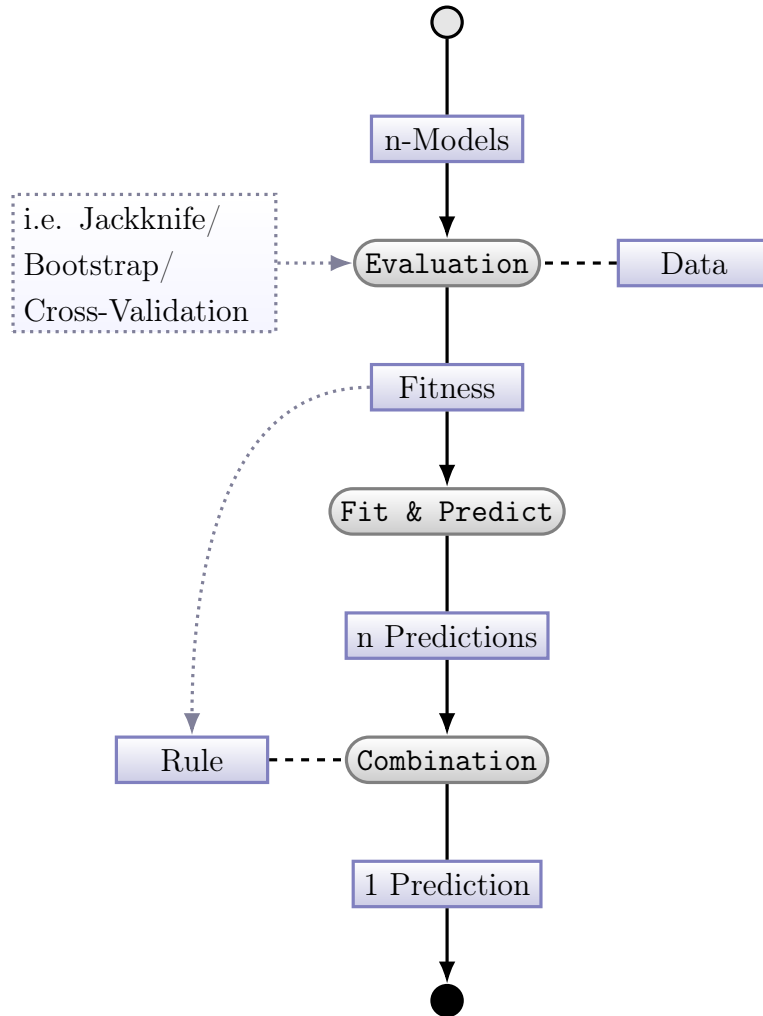 n-Models
i.e. Jackknife/
Bootstrap/
Cross-Validation
Evaluation
Data
Fitness
Fit & Predict
n Predictions
Rule
Combination
1 Prediction